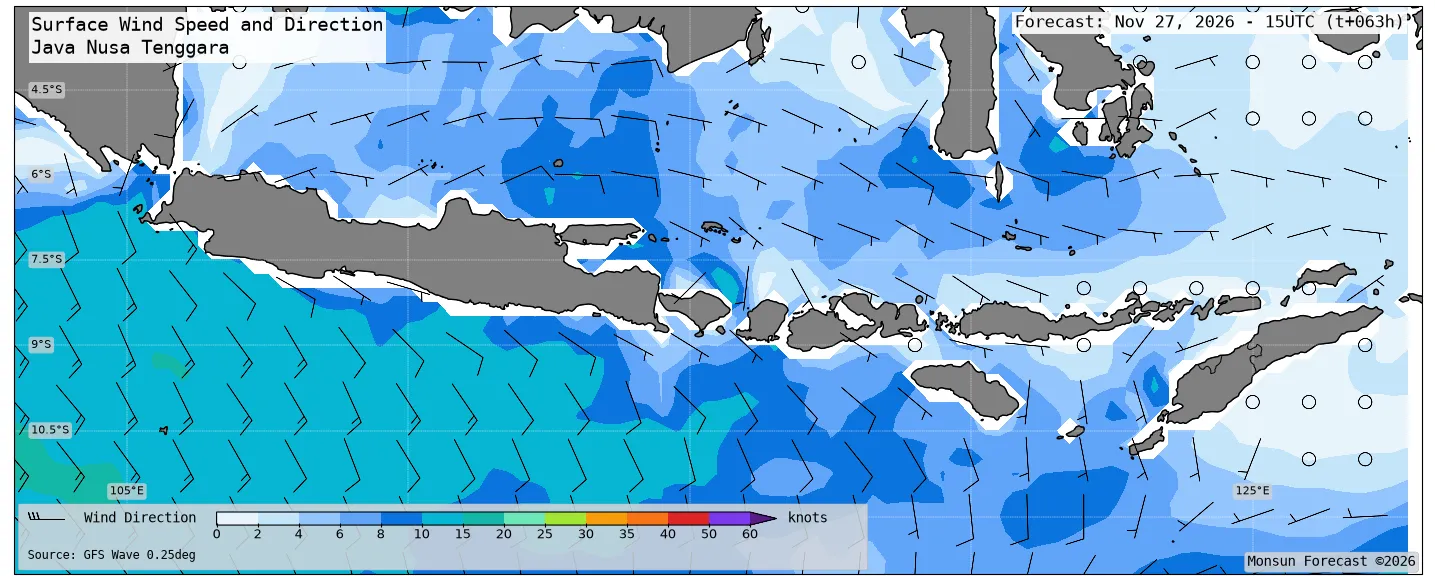 Surface Wind Speed and Direction
Java Nusa Tenggara
Forecast: Nov 27, 2026 - 15UTC (t+063h)
4.5°S
6°S
7.5°S
9°S
10.5°S
105°E
125°E
Wind Direction
0 2 4 6 8 10 15 20 25 30 35 40 50 60
knots
Source: GFS Wave 0.25deg
Monsun Forecast ©2026